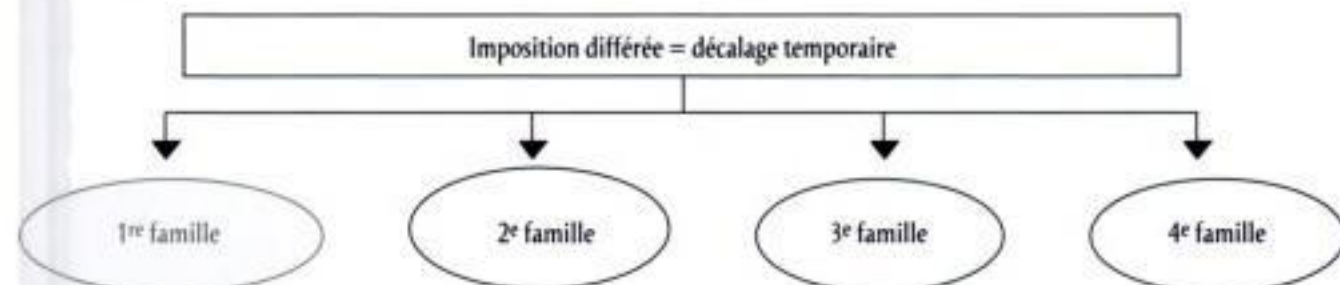 Imposition différée = décalage temporaire
1re famille
2e famille
3e famille
4e famille